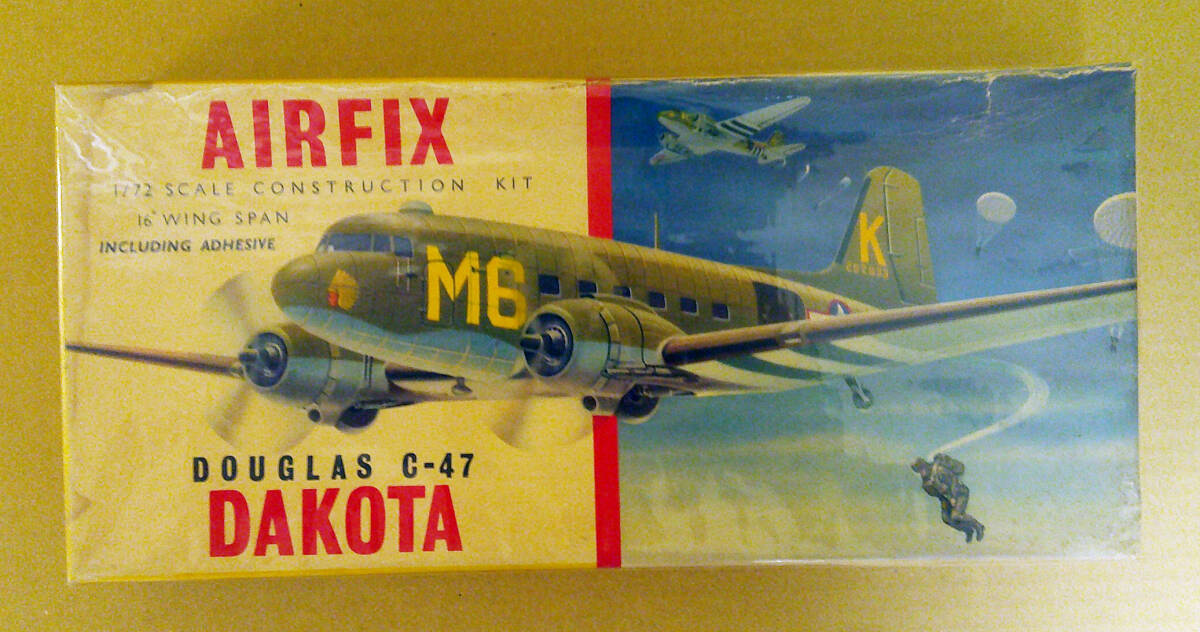 AIRFIX
1/72 SCALE CONSTRUCTION KIT
16" WING SPAN
INCLUDING ADHESIVE
K
M6
DOUGLAS C-47
DAKOTA